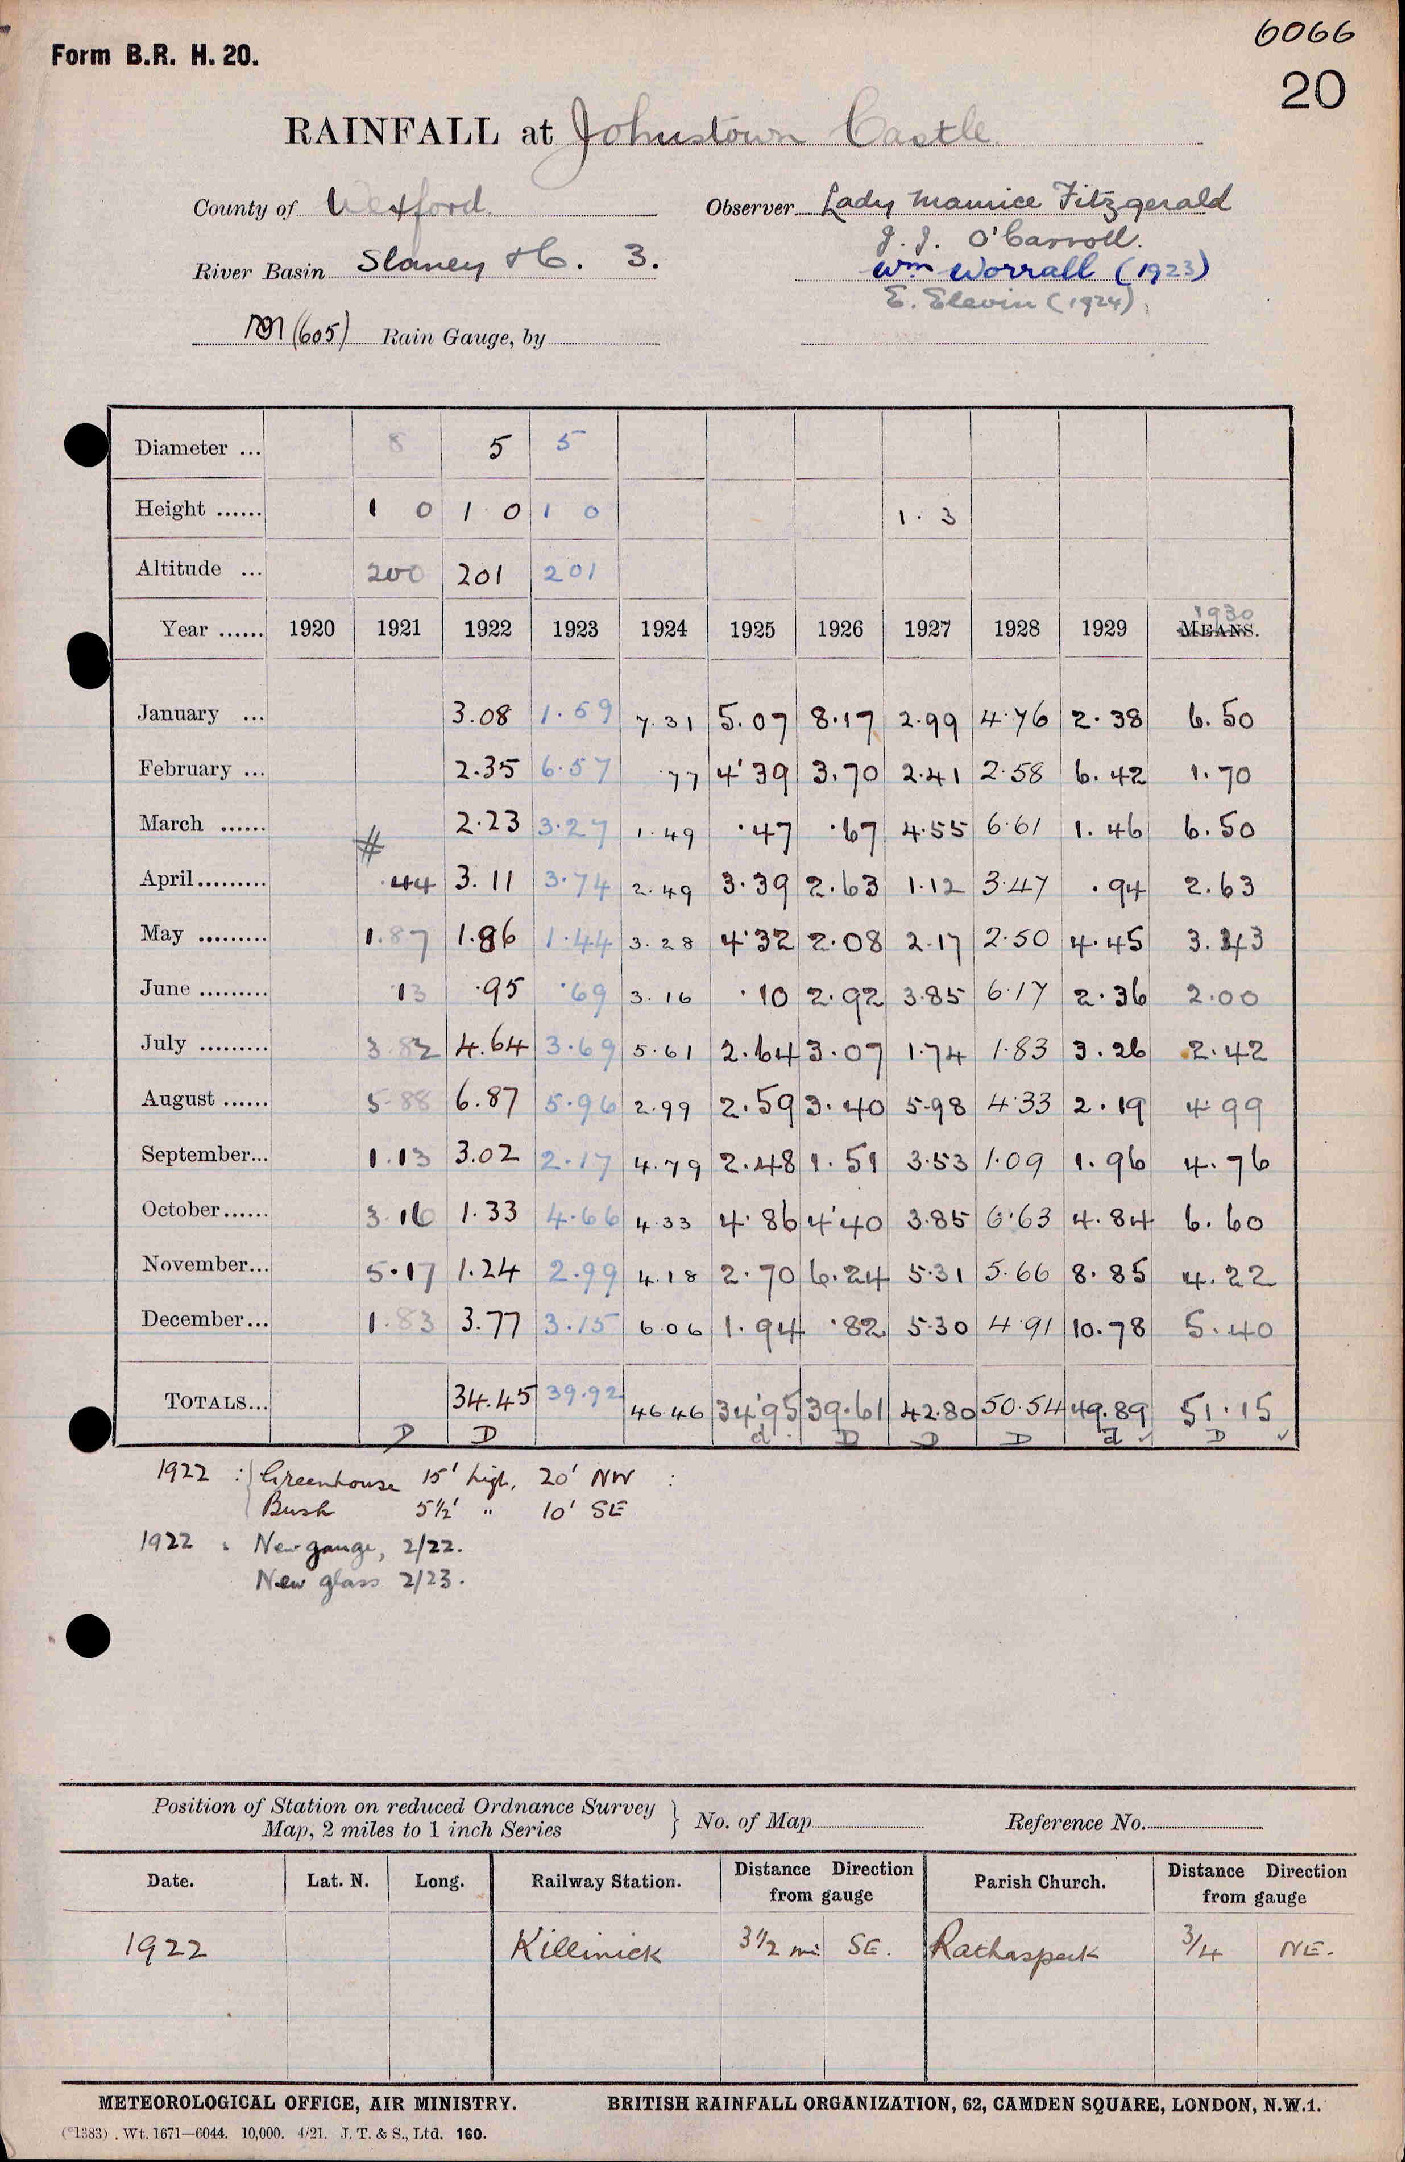 6066
Form B.R. H. 20.
20
RAINFALL at Johnstown Castle
County of Wexford. Observer Lady Maurice Fitzgerald
J. J. O'Carroll.
River Basin Slaney &c. 3. Wm Worrall (1923)
E. Slevin (1924)
(605) Rain Gauge, by
Diameter ... 8 5 5
Height ...... 1 0 1 0 1 0 1. 3
Altitude ... 200 201 201
1930
Year ...... 1920 1921 1922 1923 1924 1925 1926 1927 1928 1929 MEANS.
January ... 3.08 1.59 7.31 5.07 8.17 2.99 4.76 2.38 6.50
February ... 2.35 6.57 .77 4.39 3.70 2.41 2.58 6.42 1.70
March ...... 2.23 3.27 1.49 .47 .67 4.55 6.61 1.46 6.50
#
April......... .44 3.11 3.74 2.49 3.39 2.63 1.12 3.47 .94 2.63
May ......... 1.87 1.86 1.44 3.28 4.32 2.08 2.17 2.50 4.45 3.43
June ......... .13 .95 .69 3.16 .10 2.92 3.85 6.17 2.36 2.00
July ......... 3.82 4.64 3.69 5.61 2.64 3.07 1.74 1.83 3.26 2.42
August ...... 5.88 6.87 5.96 2.99 2.59 3.40 5.98 4.33 2.19 4.99
September... 1.13 3.02 2.17 4.79 2.48 1.51 3.53 1.09 1.96 4.76
October...... 3.16 1.33 4.66 4.33 4.86 4.40 3.85 6.63 4.84 6.60
November... 5.17 1.24 2.99 4.18 2.70 6.24 5.31 5.66 8.85 4.22
December... 1.83 3.77 3.15 6.06 1.94 .82 5.30 4.91 10.78 5.40
TOTALS... 34.45 39.92 46.46 34.95 39.61 42.80 50.54 49.89 51.15
D D d D D D d D
1922 : Greenhouse 15' high, 20' NW :
Bush 5½' " 10' SE
1922 : New gauge, 2/22.
New glass 2/23.
Position of Station on reduced Ordnance Survey
Map, 2 miles to 1 inch Series } No. of Map Reference No.
Date. Lat. N. Long. Railway Station. Distance Direction from gauge Parish Church. Distance Direction from gauge
1922 Killinick 3½ mi SE. Rathaspeck 3/4 NE.
METEOROLOGICAL OFFICE, AIR MINISTRY. BRITISH RAINFALL ORGANIZATION, 62, CAMDEN SQUARE, LONDON, N.W.1.
(*1383) . Wt. 1671—6044. 10,000. 4/21. J. T. & S., Ltd. 160.